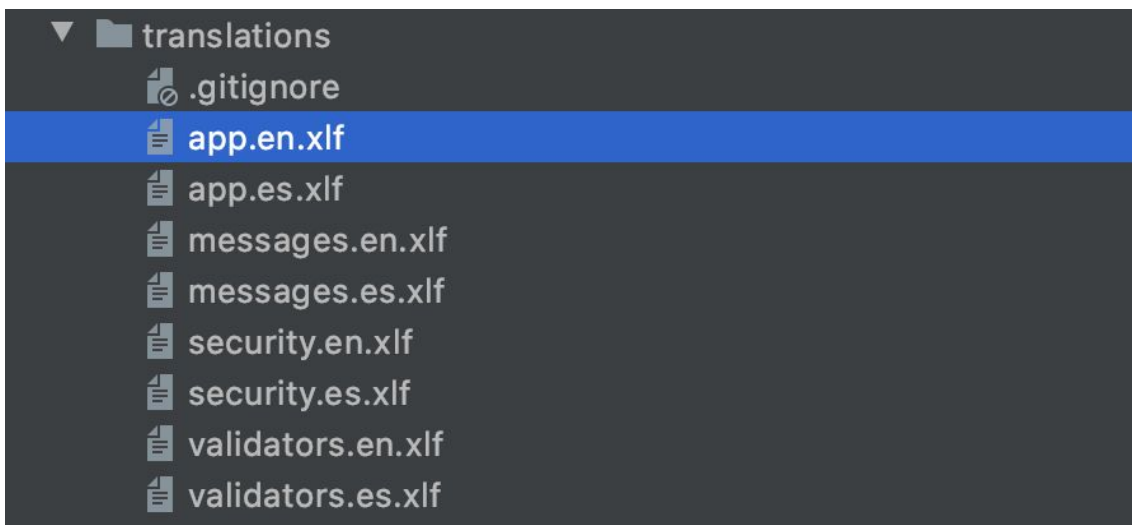 translations
.gitignore
app.en.xlf
app.es.xlf
messages.en.xlf
messages.es.xlf
security.en.xlf
security.es.xlf
validators.en.xlf
validators.es.xlf